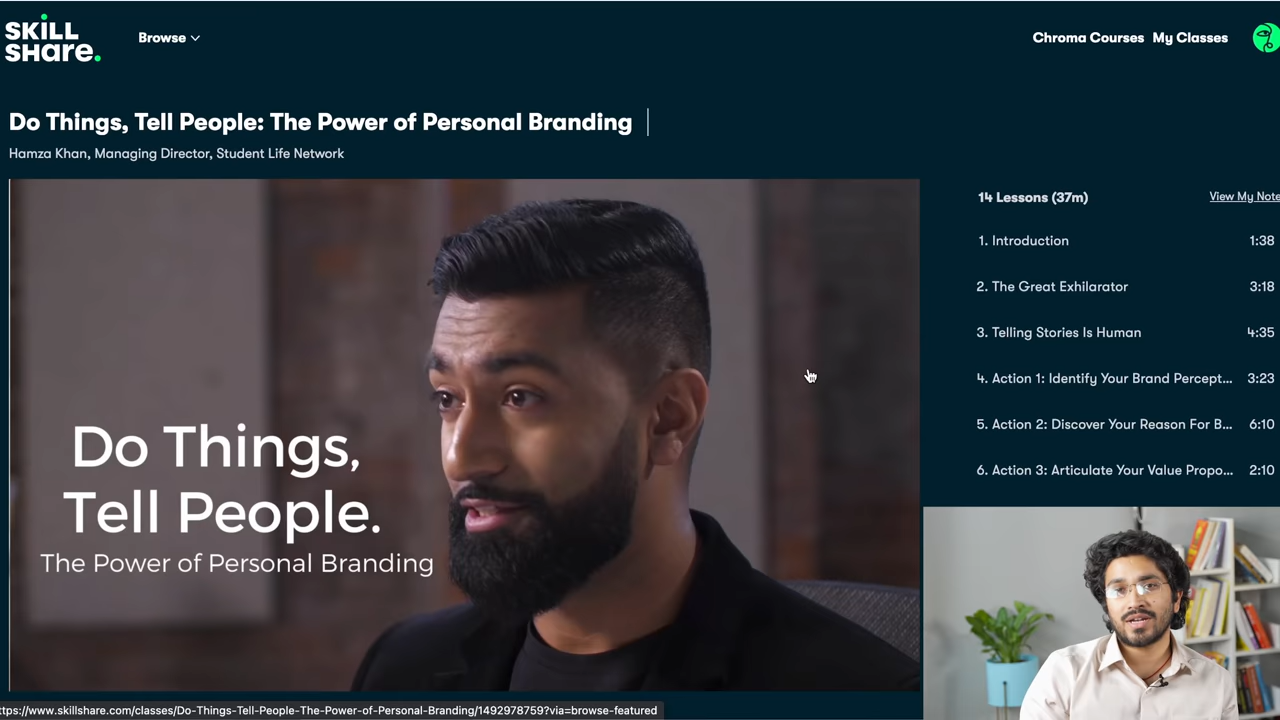 SKILL
SHare.
Browse
Chroma Courses
My Classes
Do Things, Tell People: The Power of Personal Branding
Hamza Khan, Managing Director, Student Life Network
Do Things,
Tell People.
The Power of Personal Branding
14 Lessons (37m)
View My Note
1. Introduction 1:38
2. The Great Exhilarator 3:18
3. Telling Stories Is Human 4:35
4. Action 1: Identify Your Brand Percept... 3:23
5. Action 2: Discover Your Reason For B... 6:10
6. Action 3: Articulate Your Value Propo... 2:10
ttps://www.skillshare.com/classes/Do-Things-Tell-People-The-Power-of-Personal-Branding/1492978759?via=browse-featured